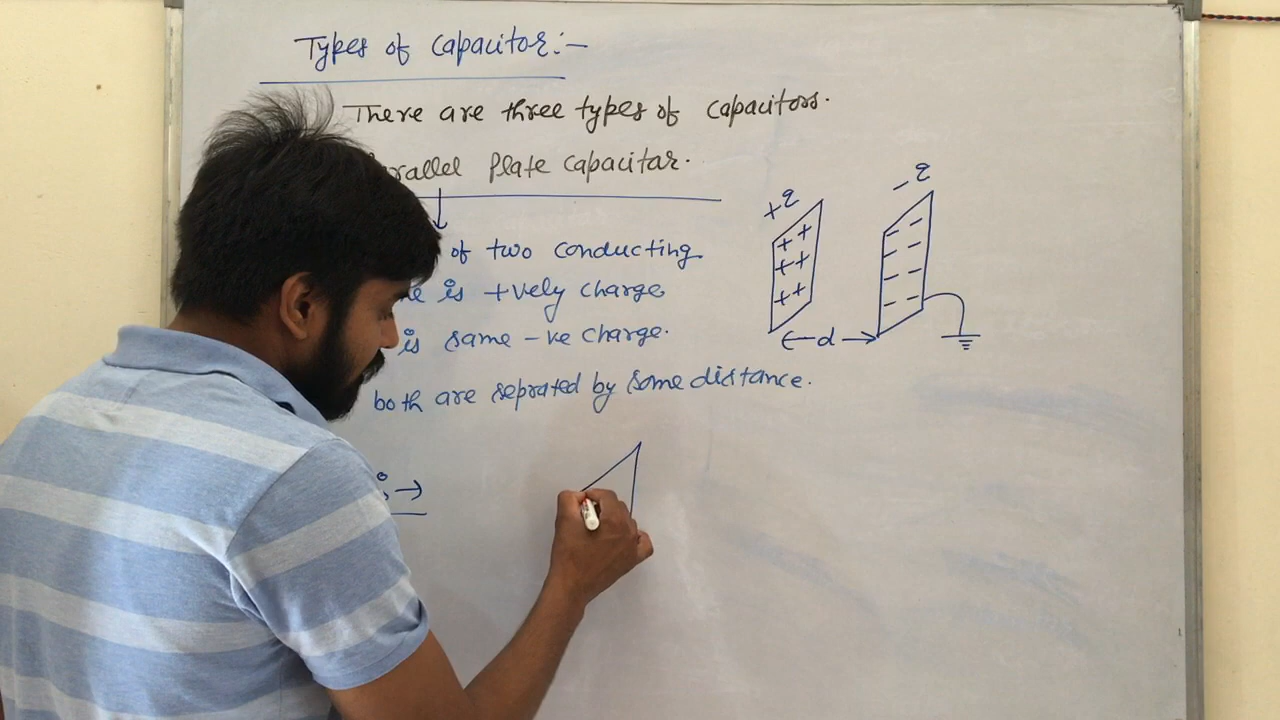 Types of Capacitor:-
There are three types of capacitors.
Plate Capacitar.
of two conducting
is +vely charge
is same -ve charge.
both are seprated by some distance.
+q
-q
+ +
+ +
+ +
- -
- -
- -
- -
←d→
→